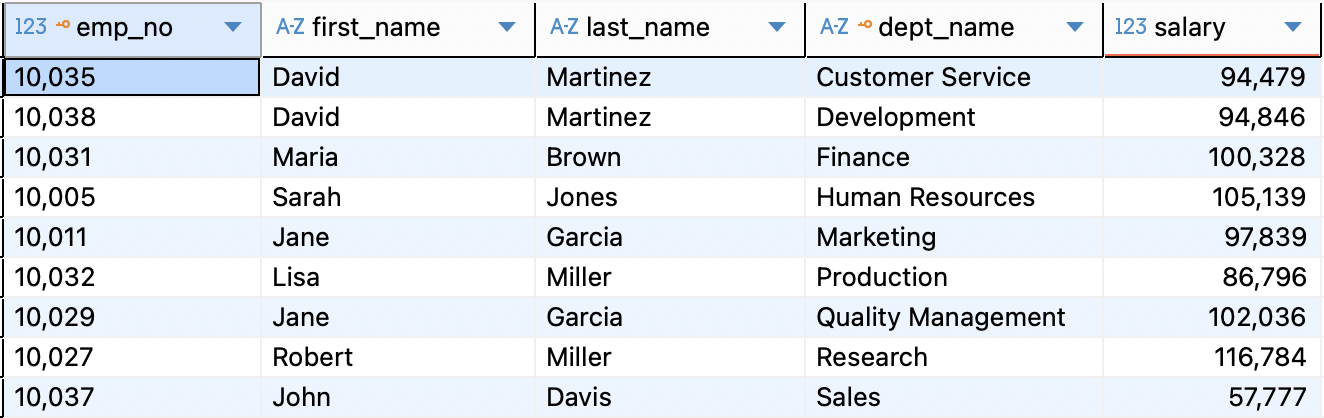 123 emp_no A-Z first_name A-Z last_name A-Z dept_name 123 salary
10,035 David Martinez Customer Service 94,479
10,038 David Martinez Development 94,846
10,031 Maria Brown Finance 100,328
10,005 Sarah Jones Human Resources 105,139
10,011 Jane Garcia Marketing 97,839
10,032 Lisa Miller Production 86,796
10,029 Jane Garcia Quality Management 102,036
10,027 Robert Miller Research 116,784
10,037 John Davis Sales 57,777